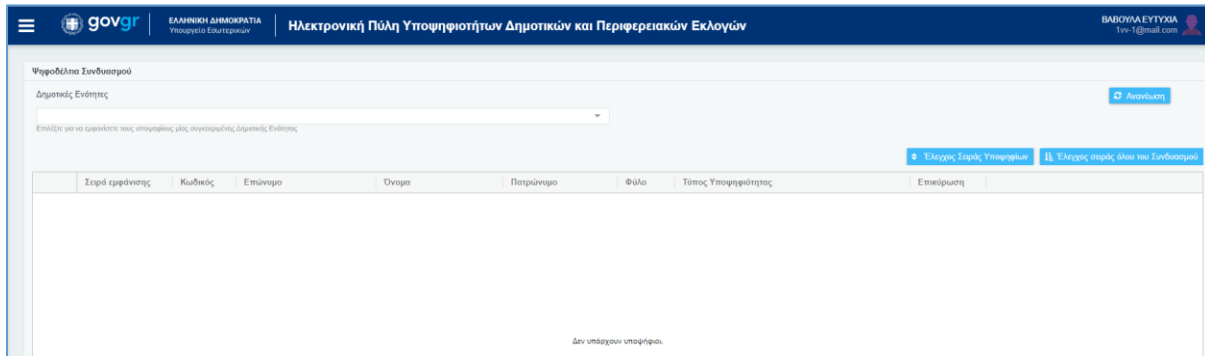 govgr
ΕΛΛΗΝΙΚΗ ΔΗΜΟΚΡΑΤΙΑ
Υπουργείο Εσωτερικών
Ηλεκτρονική Πύλη Υποψηφιοτήτων Δημοτικών και Περιφερειακών Εκλογών
ΒΑΒΟΥΛΑ ΕΥΤΥΧΙΑ
1vv-1@mail.com
Ψηφοδέλτια Συνδυασμού
Δημοτικές Ενότητες
Ανανέωση
Επιλέξτε για να εμφανίσετε τους υποψηφίους μίας συγκεκριμένης Δημοτικής Ενότητας
Έλεγχος Σειράς Υποψηφίων Έλεγχος σειράς όλου του Συνδυασμού
Σειρά εμφάνισης Κωδικός Επώνυμο Όνομα Πατρώνυμο Φύλο Τύπος Υποψηφιότητας Επικύρωση
Δεν υπάρχουν υποψήφιοι.